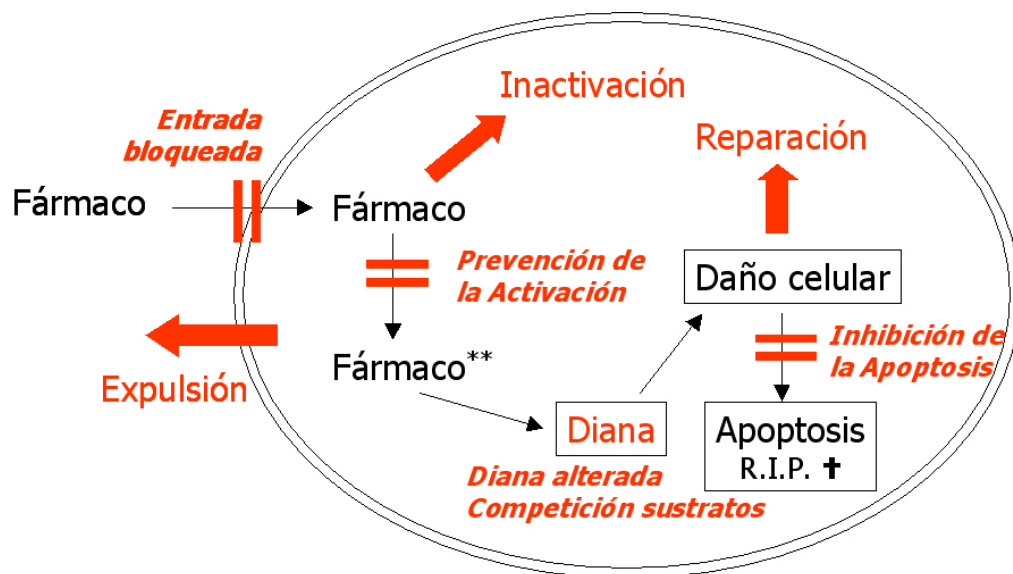 Inactivación
Entrada
bloqueada
Reparación
Fármaco
Fármaco
Prevención de
la Activación
Daño celular
Expulsión
Fármaco**
Inhibición de
la Apoptosis
Diana
Apoptosis
R.I.P. ✝
Diana alterada
Competición sustratos